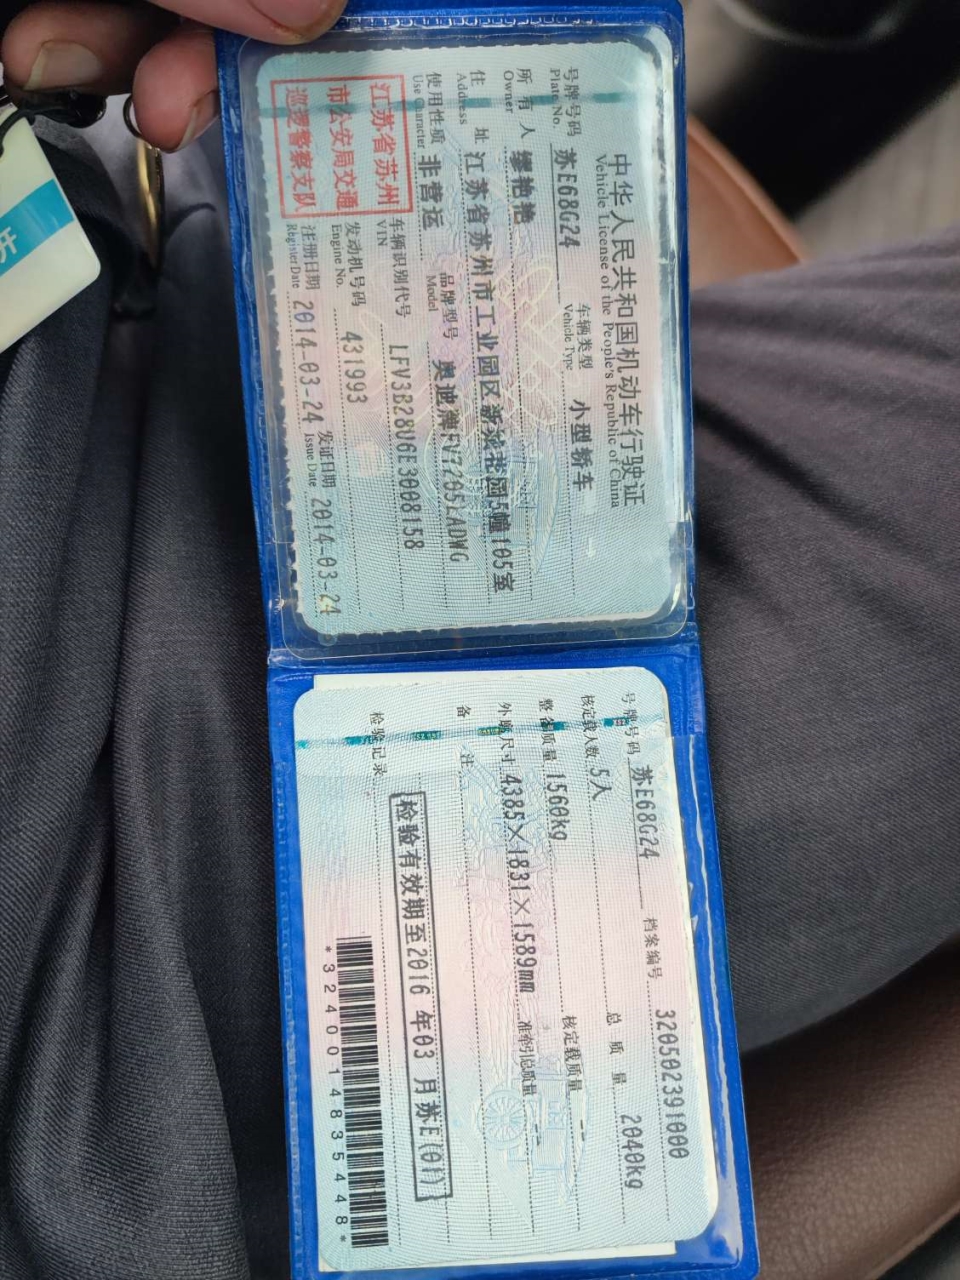 中华人民共和国机动车行驶证
Vehicle License of the People's Republic of China
号牌号码 苏E68G24 车辆类型 小型轿车
Plate No. Vehicle Type
所有人 缪艳艳
Owner
住址 江苏省苏州市工业园区新城花园5幢105室
Address
使用性质 非营运 品牌型号 奥迪牌FV7205LADWG
Use Character Model
江苏省苏州
市公安局交通
巡逻警察支队
车辆识别代号 LFV3B28U6E3008158
VIN
发动机号码 431993
Engine No.
注册日期 2014-03-24 发证日期 2014-03-24
Register Date Issue Date
号牌号码 苏E68G24 档案编号 320502391000
核定载人数 5人 总质量 2040kg
整备质量 1560kg 核定载质量 --
外廓尺寸 4385×1831×1589mm 准牵引总质量 --
备注
检验有效期至2016年03月苏E(01)
检验记录
*3240014835448*